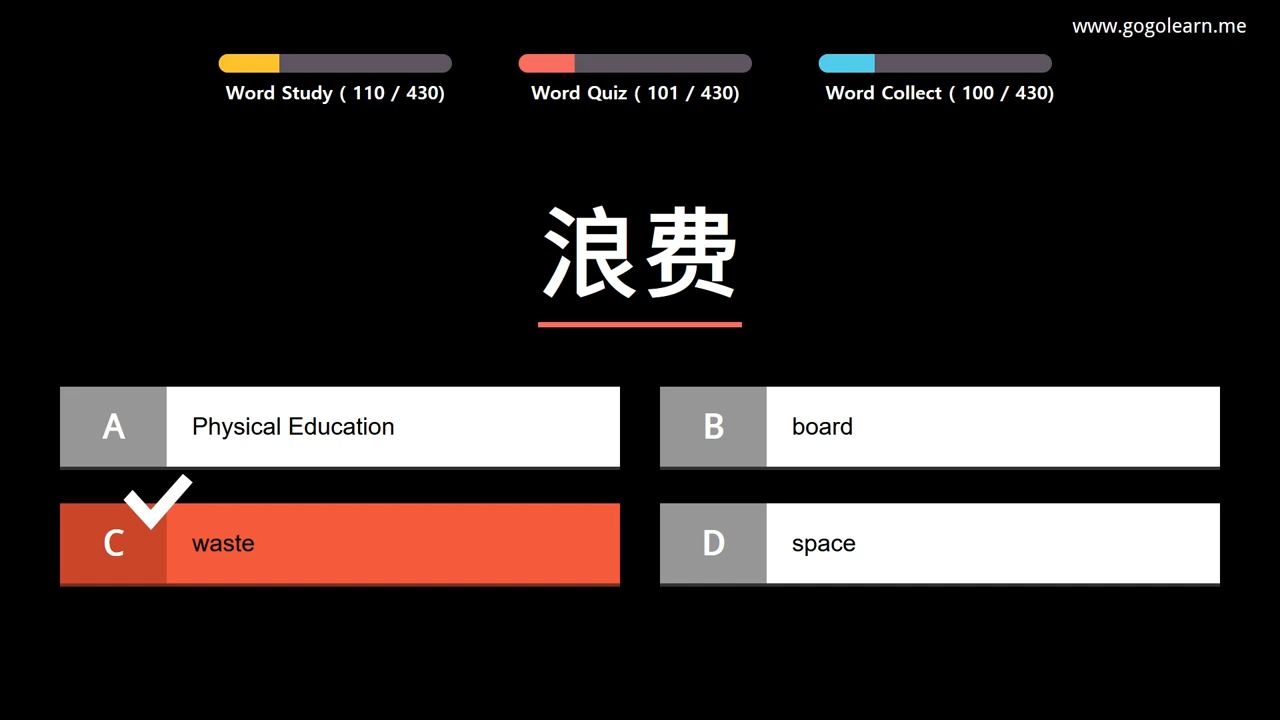 www.gogolearn.me
Word Study ( 110 / 430)
Word Quiz ( 101 / 430)
Word Collect ( 100 / 430)
浪费
A Physical Education
B board
C waste
D space